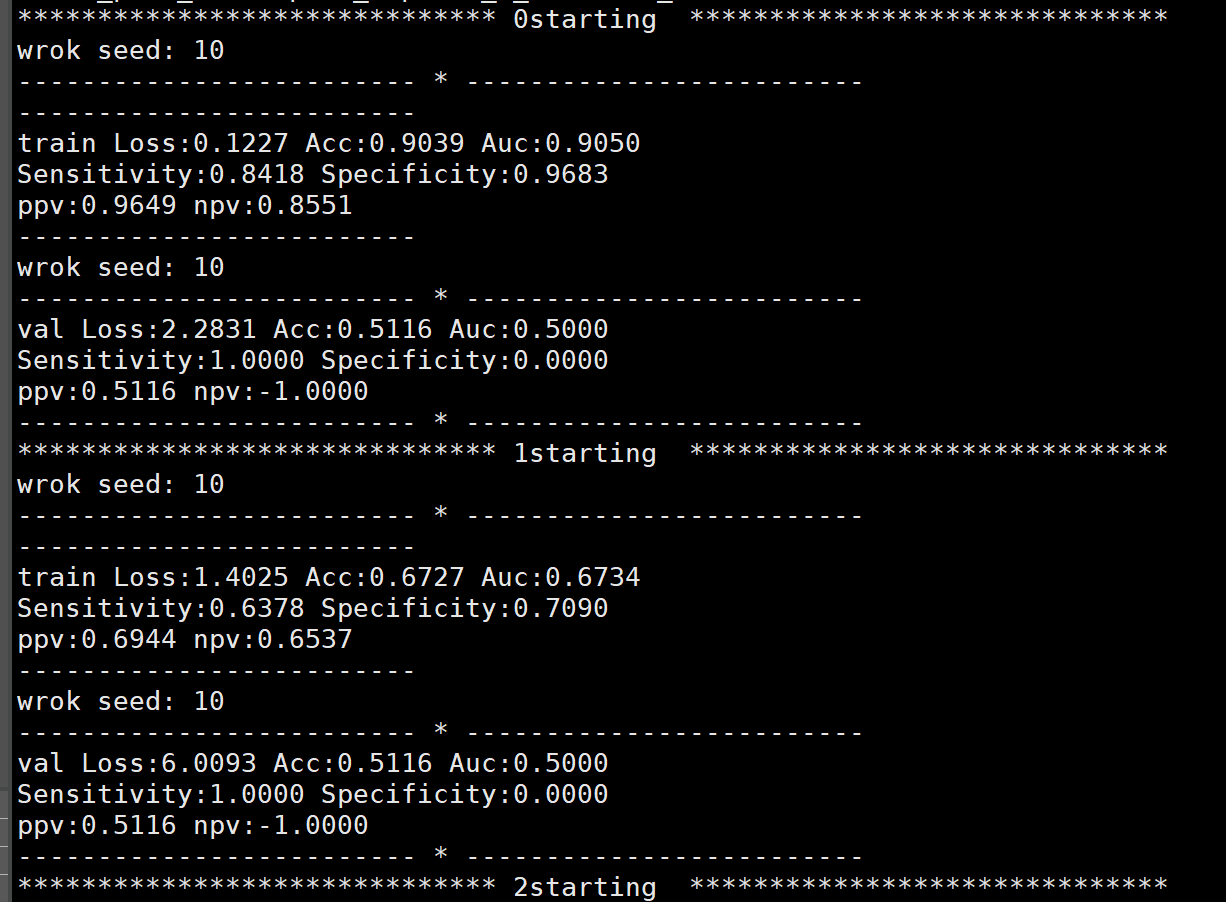 ****************************** 0starting  ******************************
wrok seed: 10
------------------------- * -------------------------
-------------------------
train Loss:0.1227 Acc:0.9039 Auc:0.9050
Sensitivity:0.8418 Specificity:0.9683
ppv:0.9649 npv:0.8551
-------------------------
wrok seed: 10
------------------------- * -------------------------
val Loss:2.2831 Acc:0.5116 Auc:0.5000
Sensitivity:1.0000 Specificity:0.0000
ppv:0.5116 npv:-1.0000
------------------------- * -------------------------
****************************** 1starting  ******************************
wrok seed: 10
------------------------- * -------------------------
-------------------------
train Loss:1.4025 Acc:0.6727 Auc:0.6734
Sensitivity:0.6378 Specificity:0.7090
ppv:0.6944 npv:0.6537
-------------------------
wrok seed: 10
------------------------- * -------------------------
val Loss:6.0093 Acc:0.5116 Auc:0.5000
Sensitivity:1.0000 Specificity:0.0000
ppv:0.5116 npv:-1.0000
------------------------- * -------------------------
****************************** 2starting  ******************************